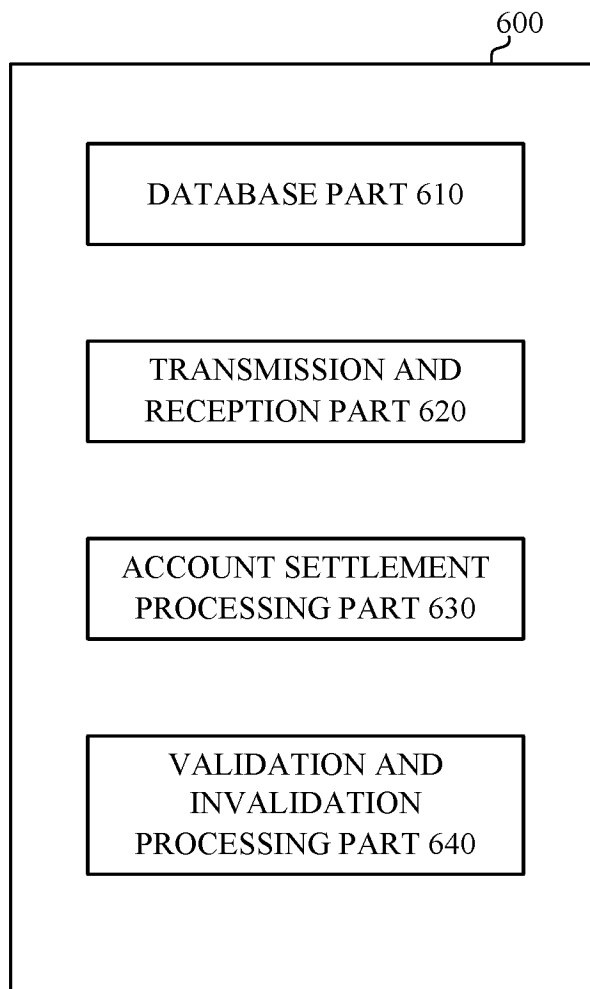 600
DATABASE PART 610
TRANSMISSION AND
RECEPTION PART 620
ACCOUNT SETTLEMENT
PROCESSING PART 630
VALIDATION AND
INVALIDATION
PROCESSING PART 640